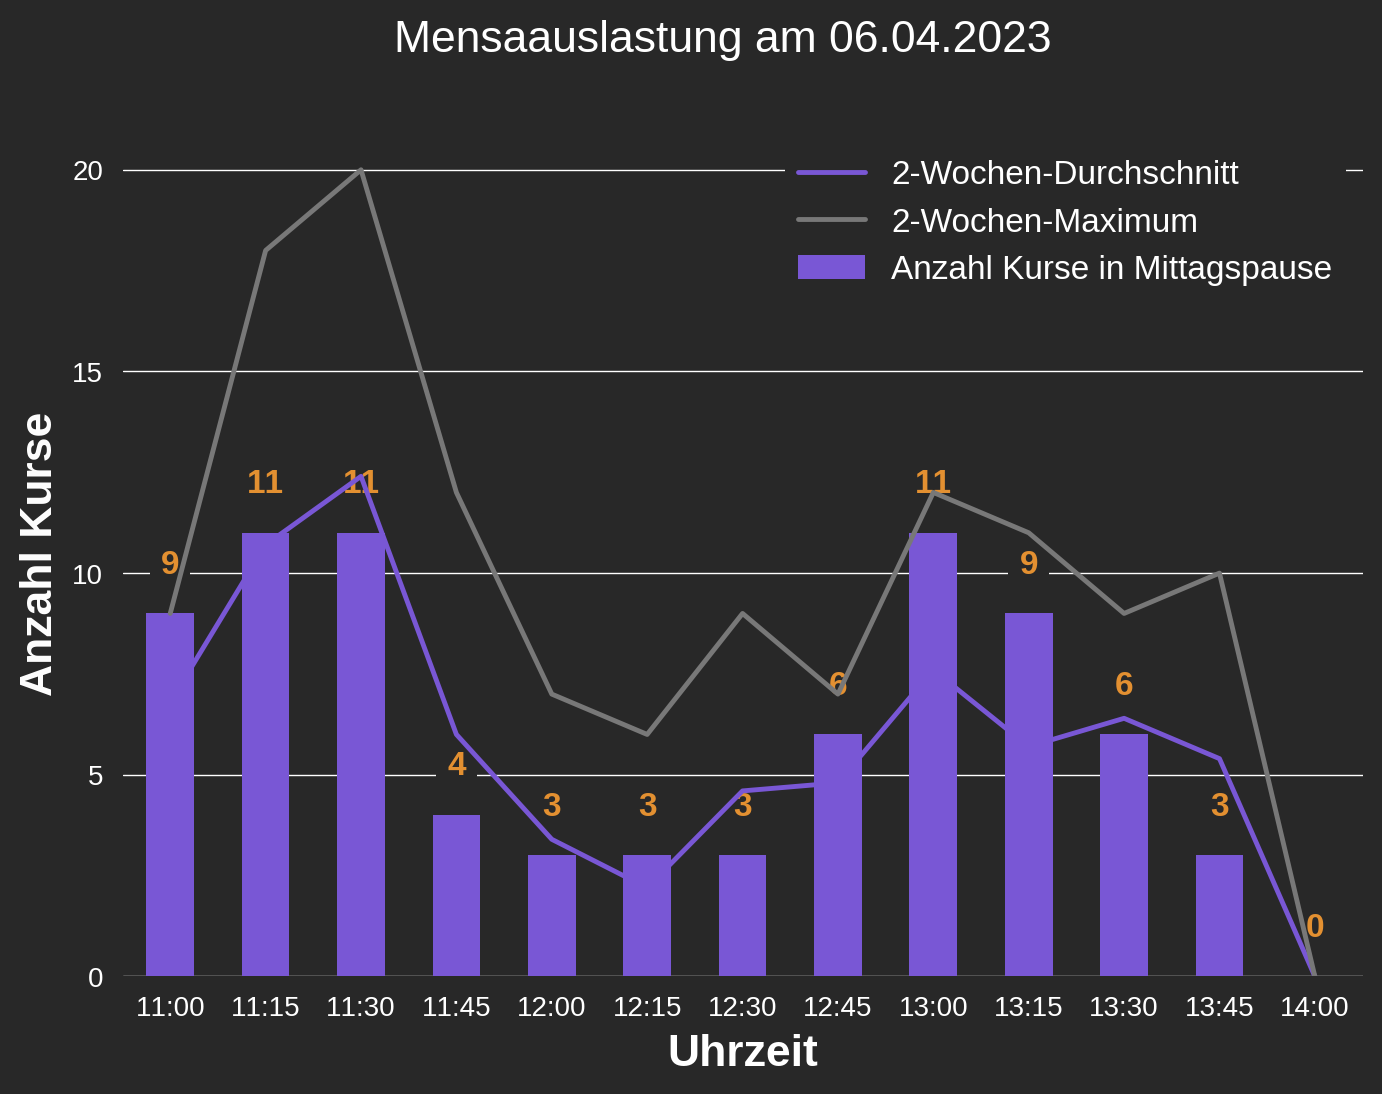 Mensaauslastung am 06.04.2023
2-Wochen-Durchschnitt
2-Wochen-Maximum
Anzahl Kurse in Mittagspause
Anzahl Kurse
20
15
10
5
0
9
11
11
4
3
3
3
6
11
9
6
3
0
11:00 11:15 11:30 11:45 12:00 12:15 12:30 12:45 13:00 13:15 13:30 13:45 14:00
Uhrzeit